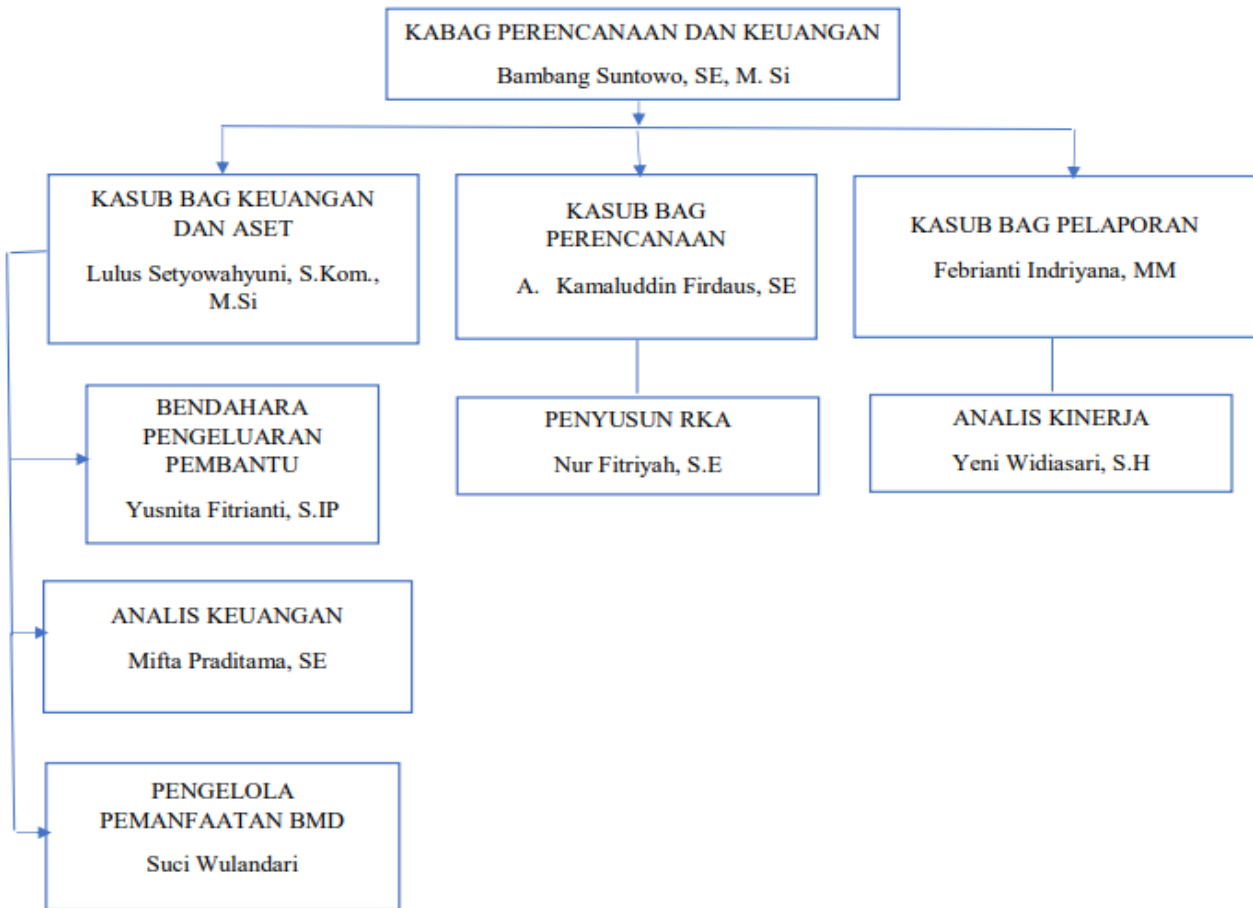 KABAG PERENCANAAN DAN KEUANGAN
Bambang Suntowo, SE, M. Si
KASUB BAG KEUANGAN
DAN ASET
Lulus Setyowahyuni, S.Kom.,
M.Si
KASUB BAG
PERENCANAAN
A. Kamaluddin Firdaus, SE
KASUB BAG PELAPORAN
Febrianti Indriyana, MM
BENDAHARA
PENGELUARAN
PEMBANTU
Yusnita Fitrianti, S.IP
PENYUSUN RKA
Nur Fitriyah, S.E
ANALIS KINERJA
Yeni Widiasari, S.H
ANALIS KEUANGAN
Mifta Praditama, SE
PENGELOLA
PEMANFAATAN BMD
Suci Wulandari